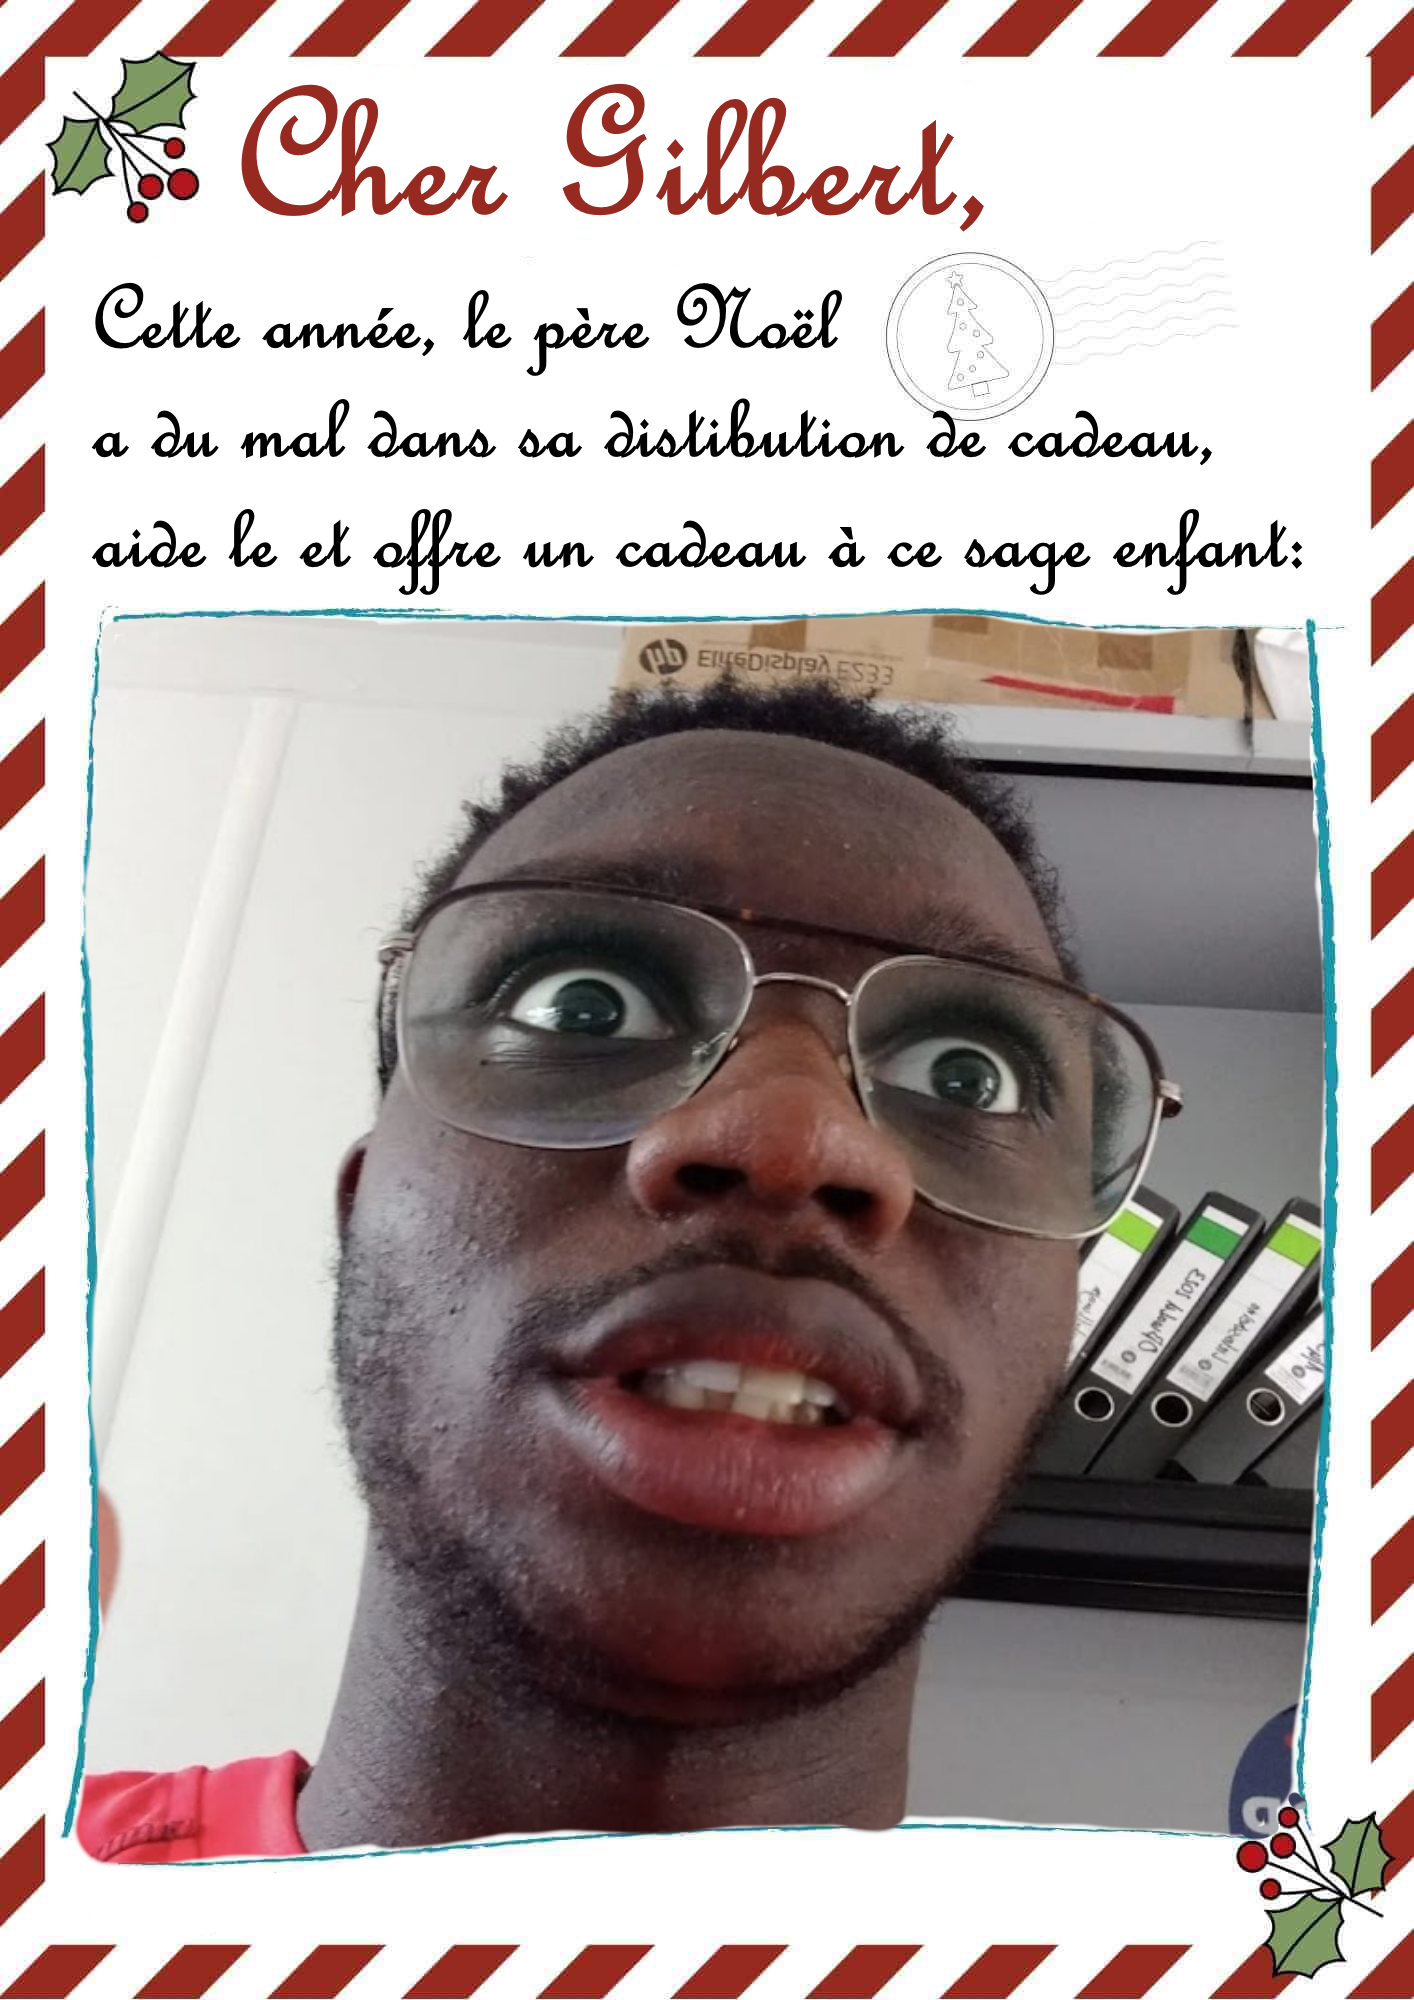 Cher Gilbert,
Cette année, le père Noël
a du mal dans sa distibution de cadeau,
aide le et offre un cadeau à ce sage enfant:
hp EliteDisplay E233